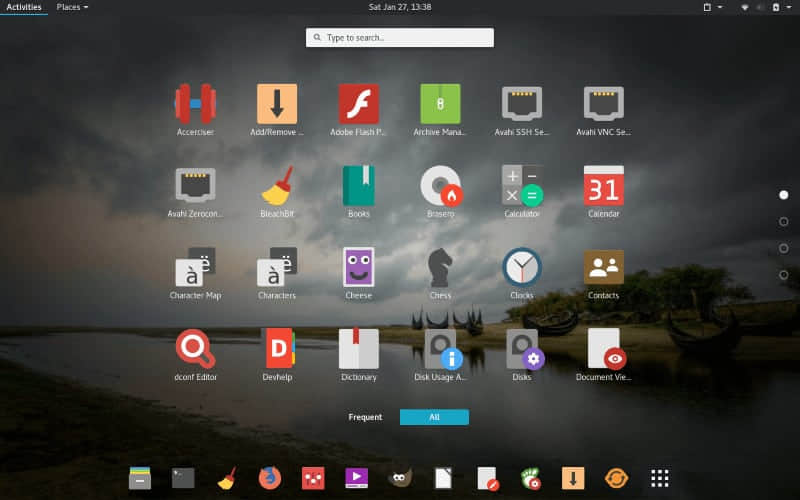 Activities Places Sat Jan 27, 13:38
Type to search...
Accerciser Add/Remove ... Adobe Flash P... Archive Mana... Avahi SSH Se... Avahi VNC Se...
31
Avahi Zerocon... BleachBit Books Brasero Calculator Calendar
à ë à ë
Character Map Characters Cheese Chess Clocks Contacts
D
dconf Editor Devhelp Dictionary Disk Usage A... Disks Document Vie...
Frequent All